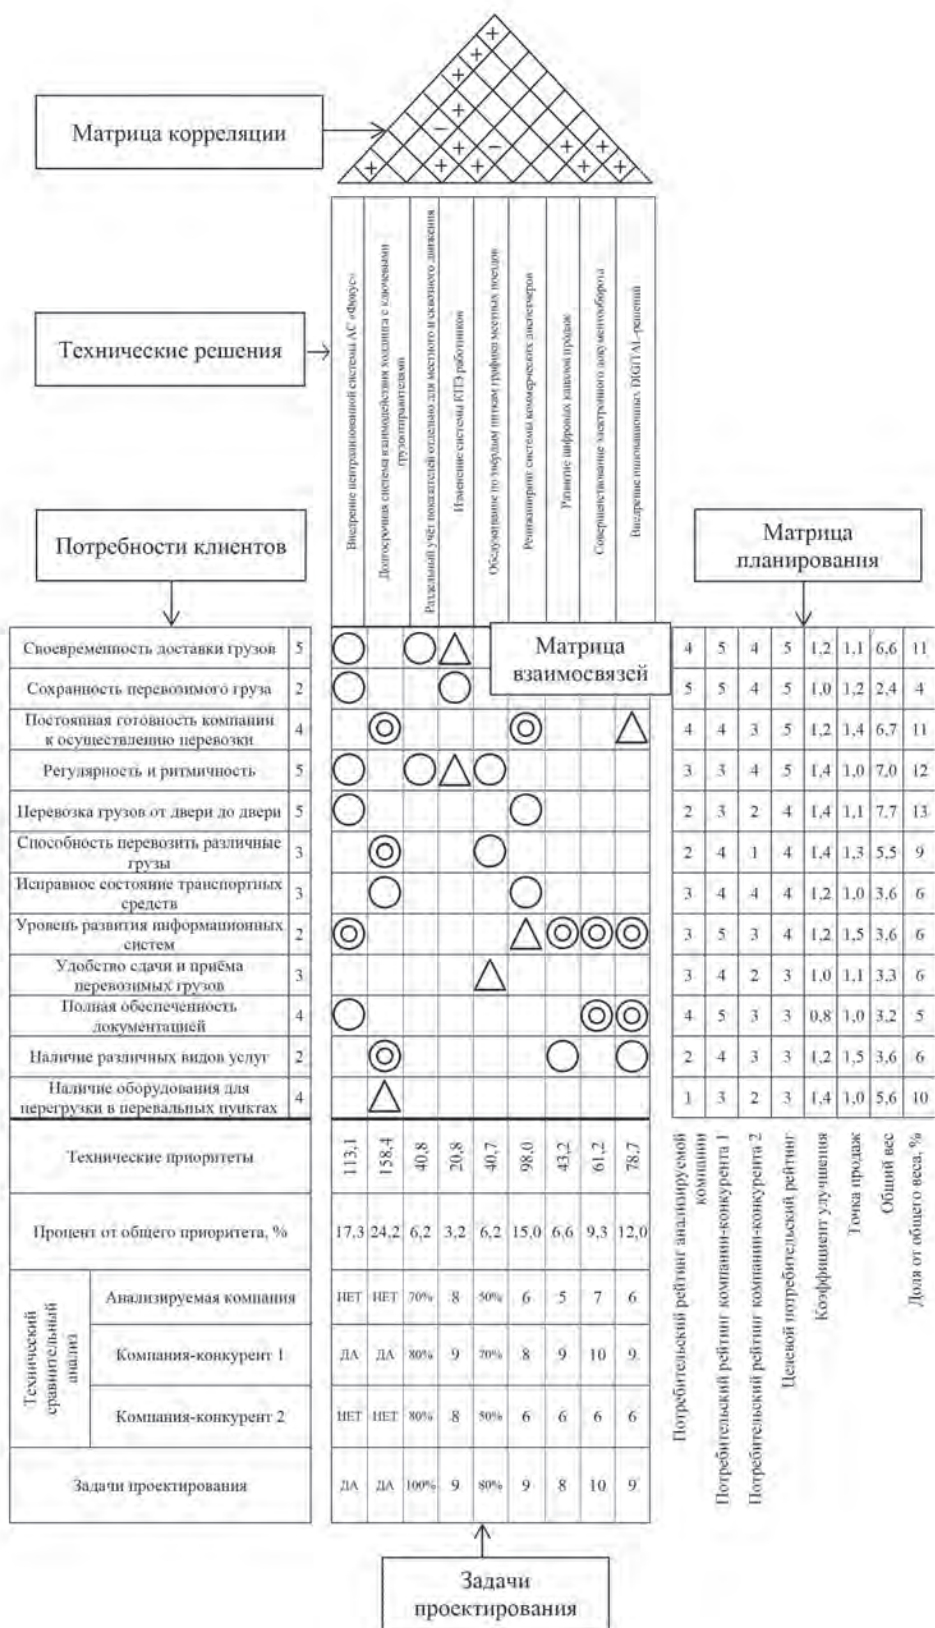 Матрица корреляции
Технические решения
Внедрение централизованной системы АС «Фокус»
Долгосрочная система взаимодействия холдинга с ключевыми
грузоотправителями
Раздельный учёт показателей отдельно для местного и сквозного движения
Изменение системы КПЭ работников
Обслуживание по твёрдым ниткам графика местных поездов
Реинжиниринг системы коммерческих диспетчеров
Развитие цифровых каналов продаж
Совершенствование электронного документооборота
Внедрение инновационных DIGITAL-решений
Потребности клиентов
Матрица
планирования
Матрица
взаимосвязей
Своевременность доставки грузов 5 4 5 4 5 1,2 1,1 6,6 11
Сохранность перевозимого груза 2 5 5 4 5 1,0 1,2 2,4 4
Постоянная готовность компании
к осуществлению перевозки 4 4 4 3 5 1,2 1,4 6,7 11
Регулярность и ритмичность 5 3 3 4 5 1,4 1,0 7,0 12
Перевозка грузов от двери до двери 5 2 3 2 4 1,4 1,1 7,7 13
Способность перевозить различные
грузы 3 2 4 1 4 1,4 1,3 5,5 9
Исправное состояние транспортных
средств 3 3 4 4 4 1,2 1,0 3,6 6
Уровень развития информационных
систем 2 3 5 3 4 1,2 1,5 3,6 6
Удобство сдачи и приёма
перевозимых грузов 3 3 4 2 3 1,0 1,1 3,3 6
Полная обеспеченность
документацией 4 4 5 3 3 0,8 1,0 3,2 5
Наличие различных видов услуг 2 2 4 3 3 1,2 1,5 3,6 6
Наличие оборудования для
перегрузки в перевальных пунктах 4 1 3 2 3 1,4 1,0 5,6 10
Потребительский рейтинг анализируемой
компании
Потребительский рейтинг компании-конкурента 1
Потребительский рейтинг компании-конкурента 2
Целевой потребительский рейтинг
Коэффициент улучшения
Точка продаж
Общий вес
Доля от общего веса, %
Технические приоритеты 113,1 158,4 40,8 20,8 40,7 98,0 43,2 61,2 78,7
Процент от общего приоритета, % 17,3 24,2 6,2 3,2 6,2 15,0 6,6 9,3 12,0
Технический
сравнительный
анализ
Анализируемая компания НЕТ НЕТ 70% 8 50% 6 5 7 6
Компания-конкурент 1 ДА ДА 80% 9 70% 8 9 10 9
Компания-конкурент 2 НЕТ НЕТ 80% 8 50% 6 6 6 6
Задачи проектирования ДА ДА 100% 9 80% 9 8 10 9
Задачи
проектирования